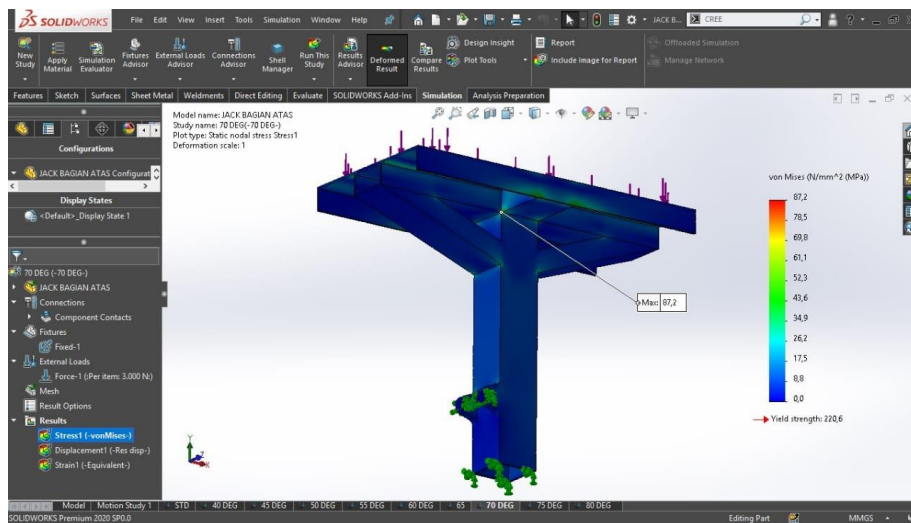 SOLIDWORKS
File Edit View Insert Tools Simulation Window Help
JACK B...
CREE
New Study
Apply Material
Simulation Evaluator
Fixtures Advisor
External Loads Advisor
Connections Advisor
Shell Manager
Run This Study
Results Advisor
Deformed Result
Compare Results
Design Insight
Plot Tools
Report
Include Image for Report
Offloaded Simulation
Manage Network
Features Sketch Surfaces Sheet Metal Weldments Direct Editing Evaluate SOLIDWORKS Add-Ins Simulation Analysis Preparation
Configurations
JACK BAGIAN ATAS Configurat
Display States
<Default>_Display State 1
70 DEG (-70 DEG-)
JACK BAGIAN ATAS
Connections
Component Contacts
Fixtures
Fixed-1
External Loads
Force-1 (:Per item: 3.000 N:)
Mesh
Result Options
Results
Stress1 (-vonMises-)
Displacement1 (-Res disp-)
Strain1 (-Equivalent-)
Model name: JACK BAGIAN ATAS
Study name: 70 DEG(-70 DEG-)
Plot type: Static nodal stress Stress1
Deformation scale: 1
Max: 87,2
von Mises (N/mm^2 (MPa))
87,2
78,5
69,8
61,1
52,3
43,6
34,9
26,2
17,5
8,8
0,0
Yield strength: 220,6
Y
Z
X
Model Motion Study 1 STD 40 DEG 45 DEG 50 DEG 55 DEG 60 DEG 65 70 DEG 75 DEG 80 DEG
SOLIDWORKS Premium 2020 SP0.0
Editing Part
MMGS